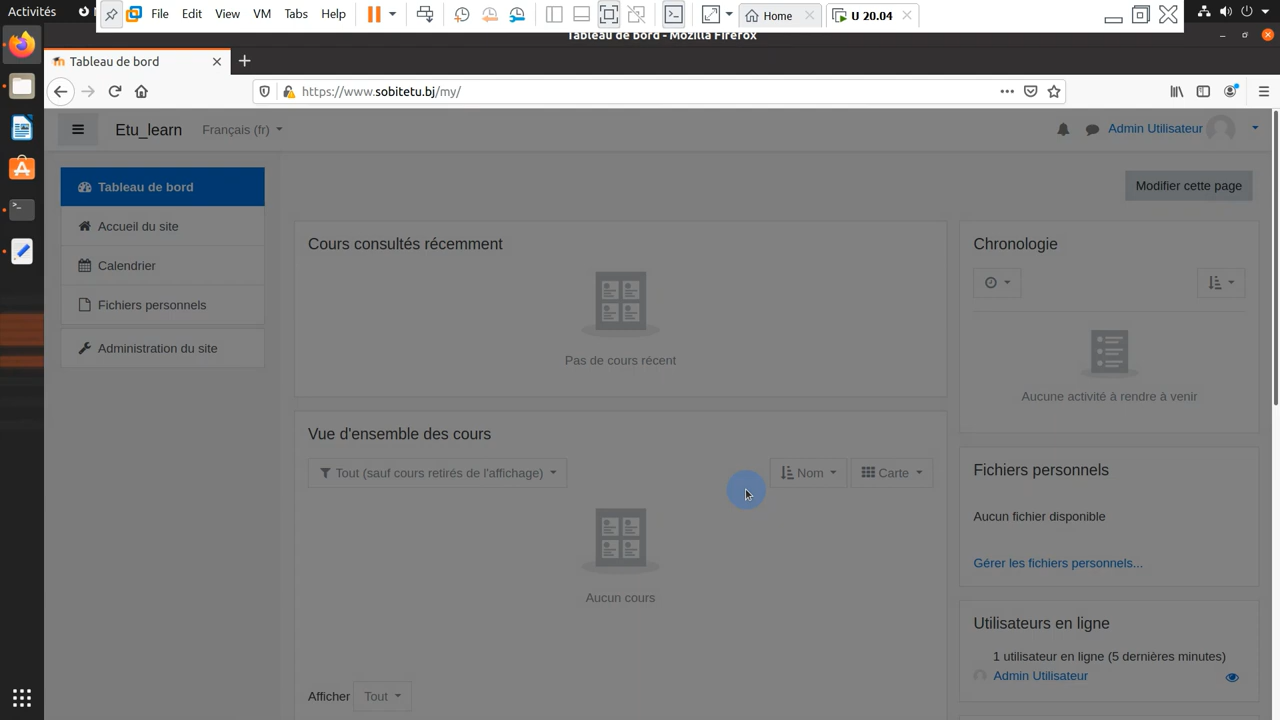 Activités
File Edit View VM Tabs Help
Home
U 20.04
Tableau de bord - Mozilla Firefox
Tableau de bord
https://www.sobitetu.bj/my/
Etu_learn
Français (fr)
Admin Utilisateur
Tableau de bord
Accueil du site
Calendrier
Fichiers personnels
Administration du site
Modifier cette page
Cours consultés récemment
Pas de cours récent
Vue d'ensemble des cours
Tout (sauf cours retirés de l'affichage)
Nom
Carte
Aucun cours
Afficher Tout
Chronologie
Aucune activité à rendre à venir
Fichiers personnels
Aucun fichier disponible
Gérer les fichiers personnels...
Utilisateurs en ligne
1 utilisateur en ligne (5 dernières minutes)
Admin Utilisateur